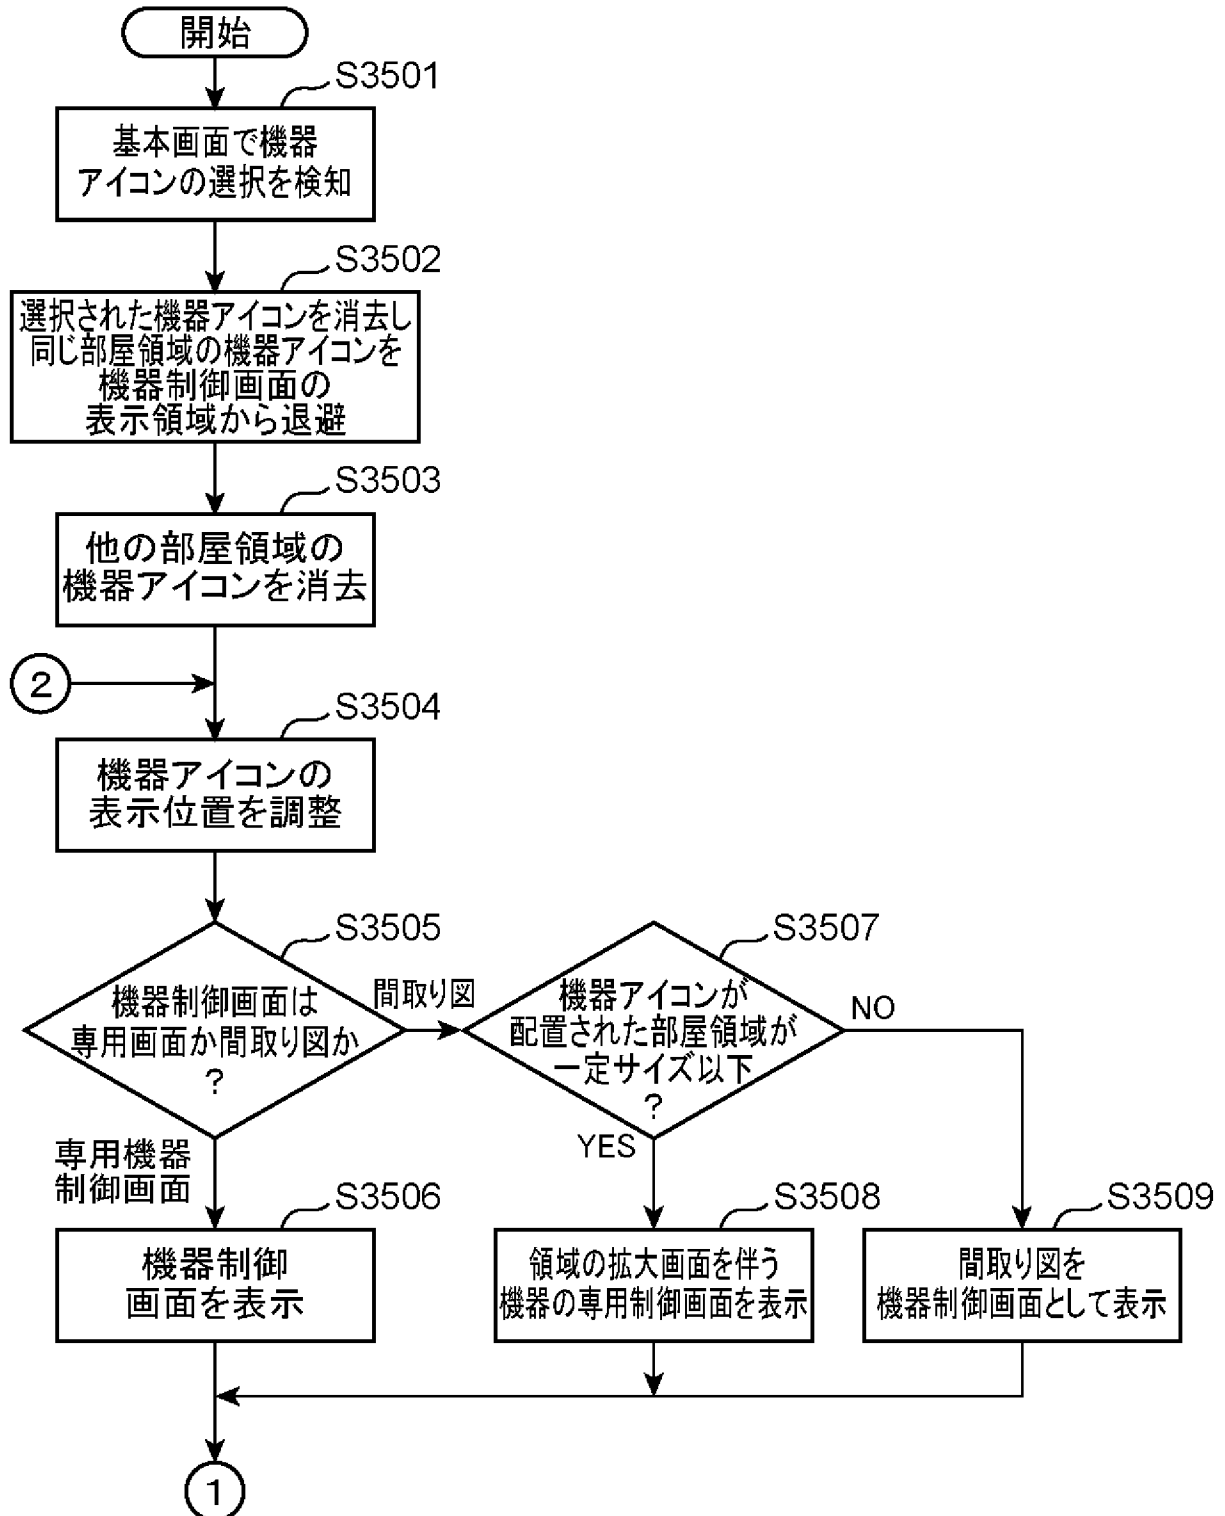 開始
S3501
基本画面で機器
アイコンの選択を検知
S3502
選択された機器アイコンを消去し
同じ部屋領域の機器アイコンを
機器制御画面の
表示領域から退避
S3503
他の部屋領域の
機器アイコンを消去
2
S3504
機器アイコンの
表示位置を調整
S3505
機器制御画面は
専用画面か間取り図か
?
間取り図
S3507
機器アイコンが
配置された部屋領域が
一定サイズ以下
?
NO
YES
専用機器
制御画面
S3506
機器制御
画面を表示
S3508
領域の拡大画面を伴う
機器の専用制御画面を表示
S3509
間取り図を
機器制御画面として表示
1